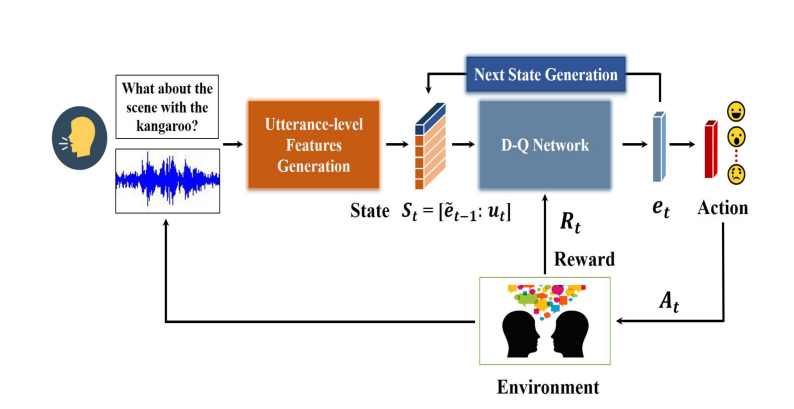 What about the
scene with the
kangaroo?
Utterance-level
Features
Generation
Next State Generation
D-Q Network
State S_t = [ẽ_{t-1}: u_t]
e_t
Action
R_t
Reward
A_t
Environment